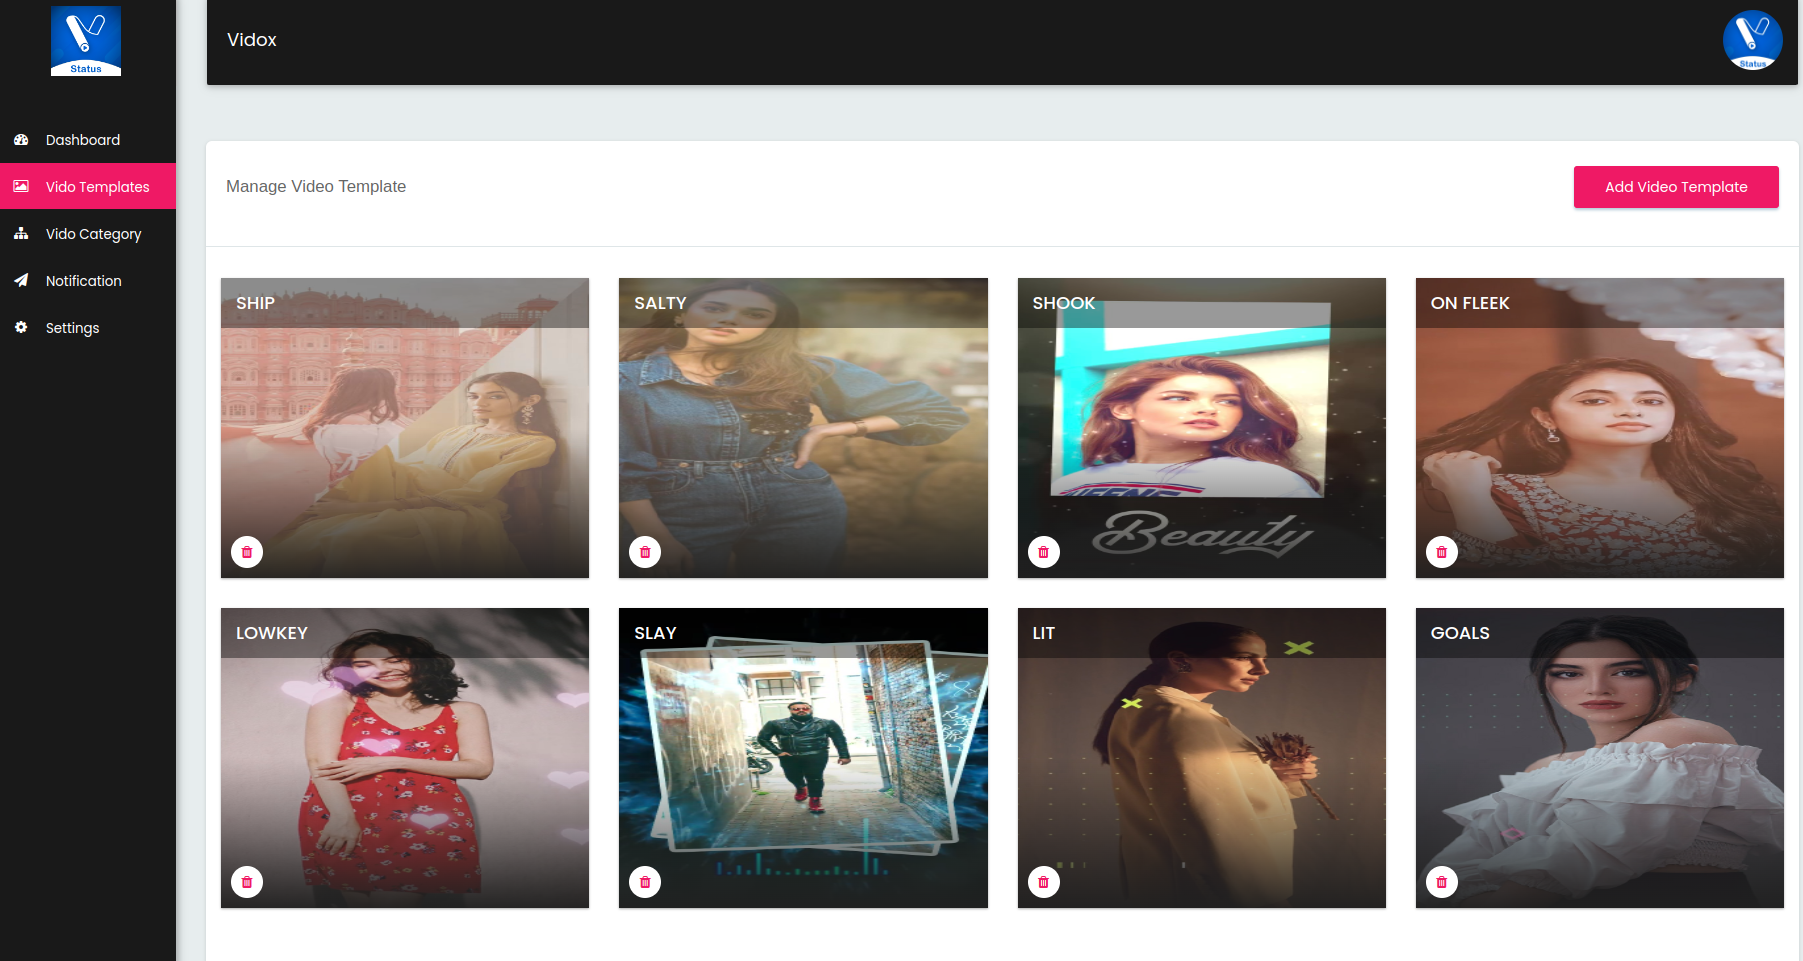 Status
Vidox
Status
Dashboard
Vido Templates
Vido Category
Notification
Settings
Manage Video Template
Add Video Template
SHIP
SALTY
SHOOK
Beauty
ON FLEEK
LOWKEY
SLAY
LIT
GOALS